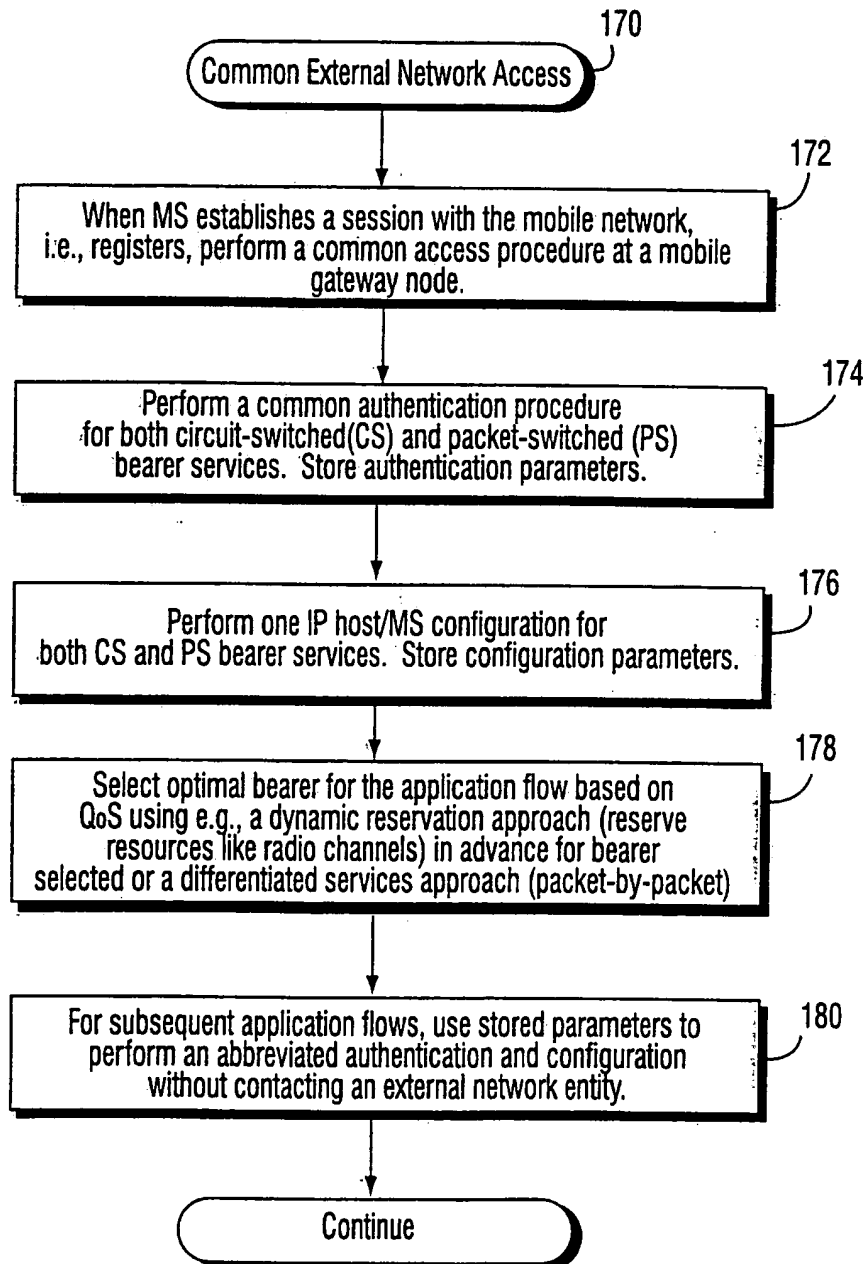 170
Common External Network Access
172
When MS establishes a session with the mobile network,
i.e., registers, perform a common access procedure at a mobile
gateway node.
174
Perform a common authentication procedure
for both circuit-switched(CS) and packet-switched (PS)
bearer services. Store authentication parameters.
176
Perform one IP host/MS configuration for
both CS and PS bearer services. Store configuration parameters.
178
Select optimal bearer for the application flow based on
QoS using e.g., a dynamic reservation approach (reserve
resources like radio channels) in advance for bearer
selected or a differentiated services approach (packet-by-packet)
180
For subsequent application flows, use stored parameters to
perform an abbreviated authentication and configuration
without contacting an external network entity.
Continue